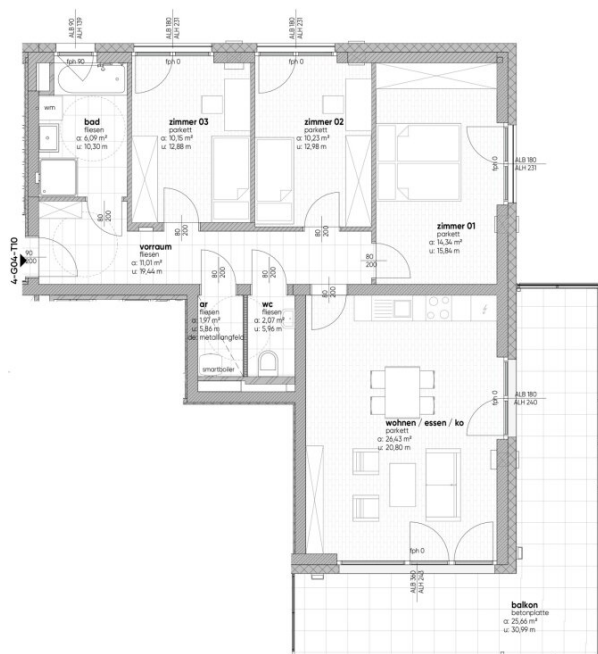 ALB 90
ALH 139
ALB 180
ALH 231
ALB 180
ALH 231
fph 90
fph 0
fph 0
wm
bad
fliesen
a: 6,09 m²
u: 10,30 m
zimmer 03
parkett
a: 10,15 m²
u: 12,88 m
zimmer 02
parkett
a: 10,23 m²
u: 12,98 m
fph 0
ALB 180
ALH 231
zimmer 01
parkett
a: 14,34 m²
u: 15,84 m
80
200
80
200
80
200
4-GO4-T10
90
200
vorraum
fliesen
a: 11,01 m²
u: 19,44 m
80
200
80
200
80
200
80
200
ar
fliesen
a: 1,97 m²
u: 5,86 m
de: metalllangfeld
smartboiler
wc
fliesen
a: 2,07 m²
u: 5,96 m
fph 0
ALB 180
ALH 240
wohnen / essen / ko
parkett
a: 26,43 m²
u: 20,80 m
fph 0
ALB 360
ALH 243
balkon
betonplatte
a: 25,66 m²
u: 30,99 m